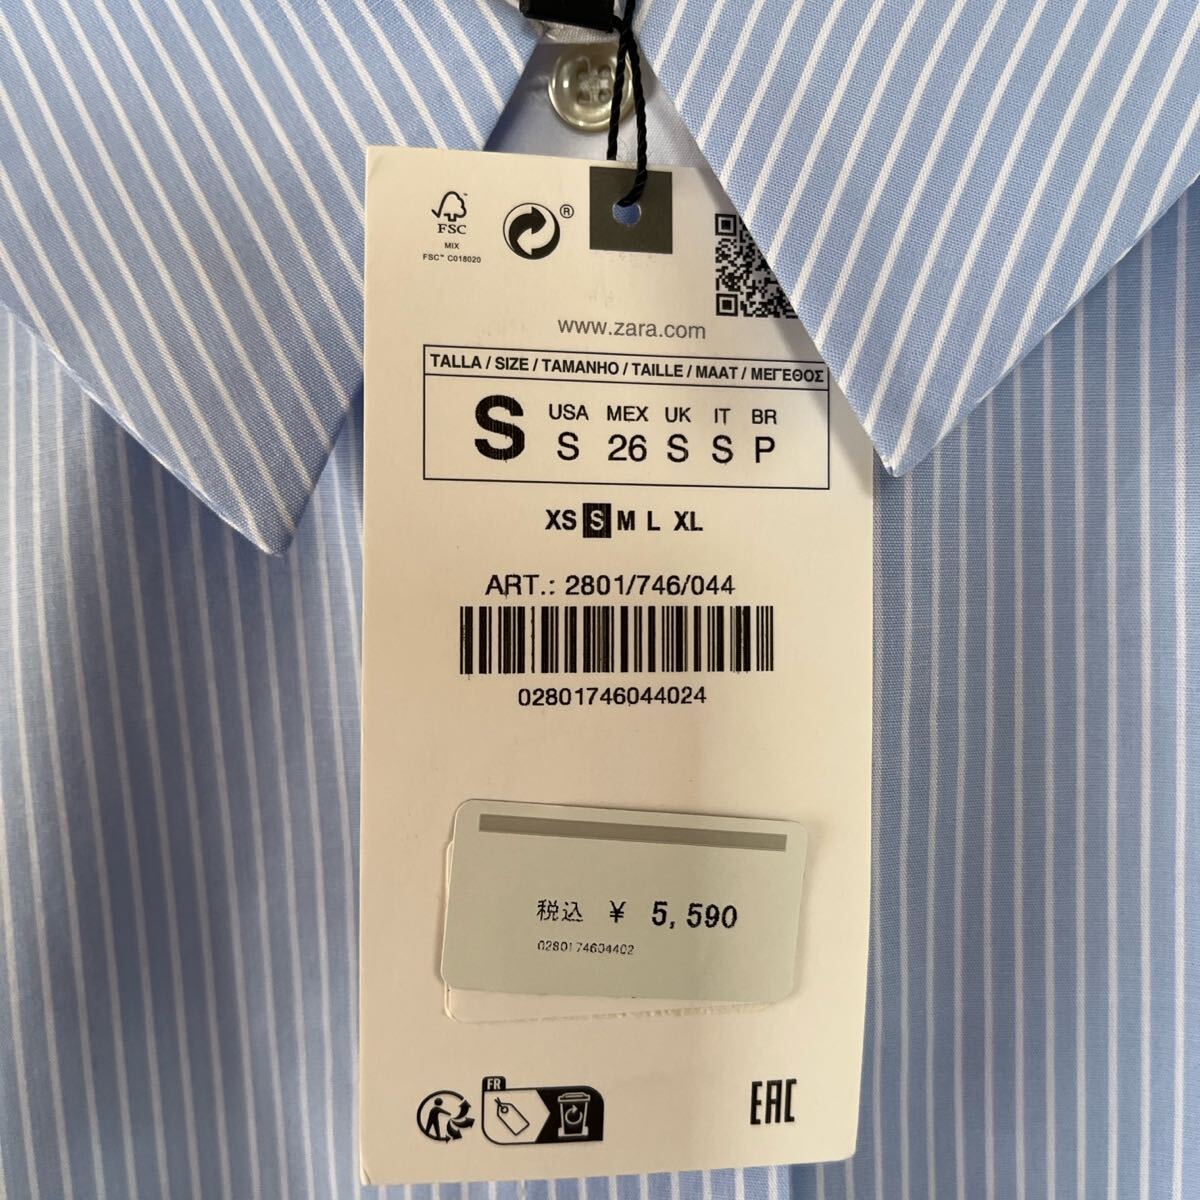 FSC™
MIX
FSC™ C018020
®
www.zara.com
TALLA / SIZE / TAMANHO / TAILLE / MAAT / ΜΕΓΕΘΟΣ
S USA MEX UK IT BR
S 26 S S P
XS S M L XL
ART.: 2801/746/044
02801746044024
税込 ¥ 5,590
0280174604402
FR
EAC